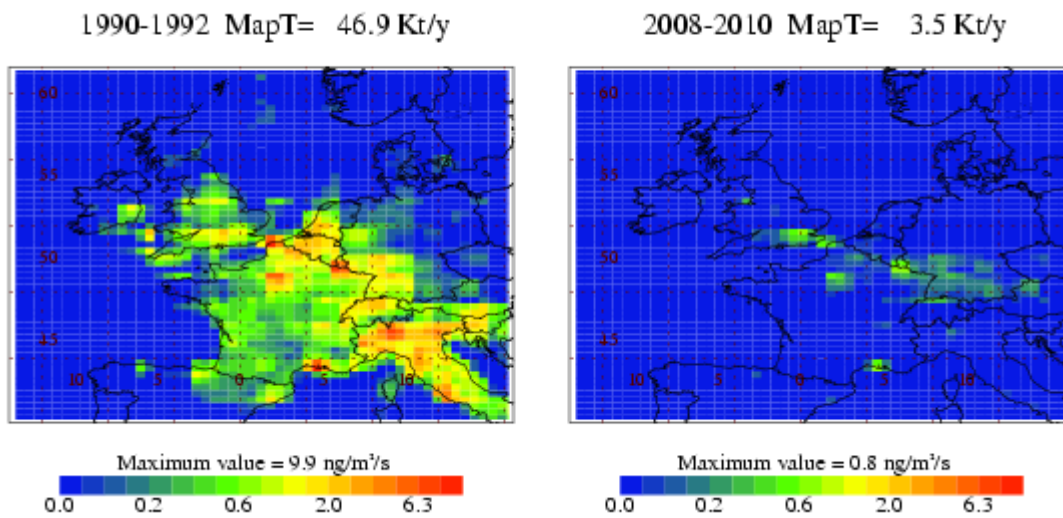 1990-1992 MapT= 46.9 Kt/y
60
55
50
45
10 5 0 5 10
Maximum value = 9.9 ng/m²/s
0.0 0.2 0.6 2.0 6.3
2008-2010 MapT= 3.5 Kt/y
60
55
50
45
10 5 0 5 10
Maximum value = 0.8 ng/m²/s
0.0 0.2 0.6 2.0 6.3